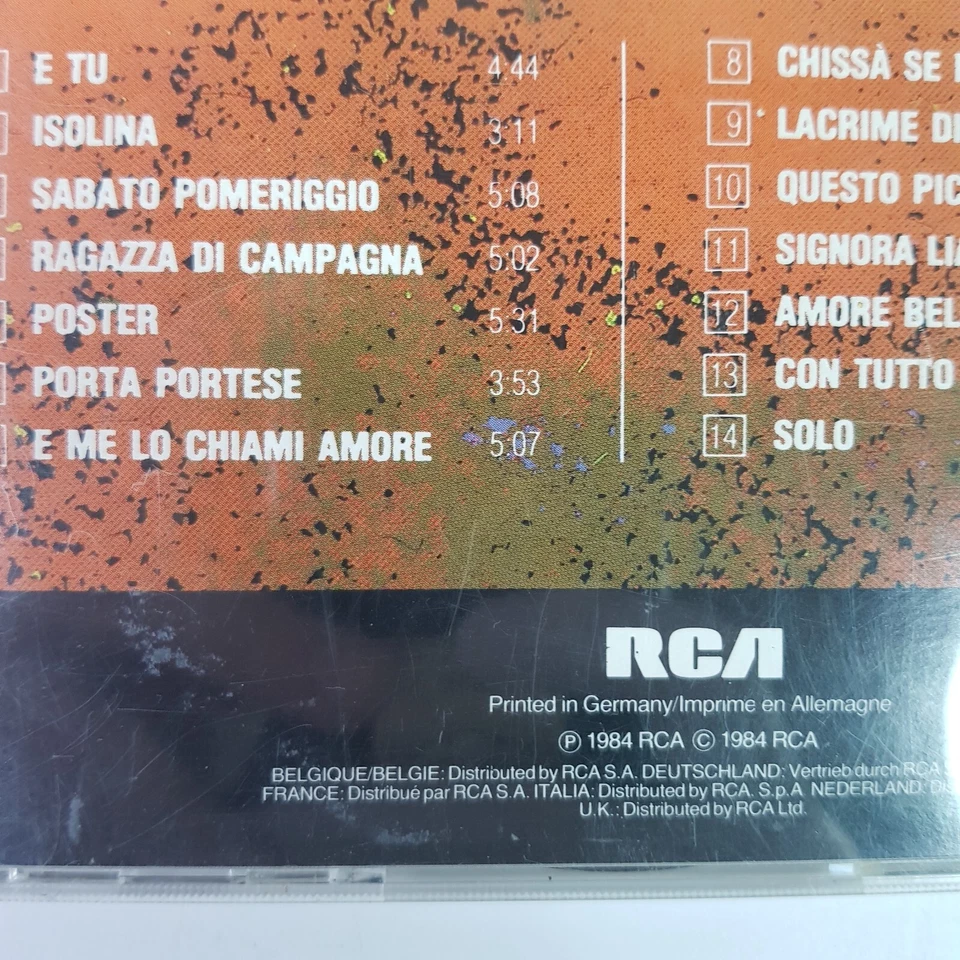 E TU 4:44
ISOLINA 3:11
SABATO POMERIGGIO 5:08
RAGAZZA DI CAMPAGNA 5:02
POSTER 5:31
PORTA PORTESE 3:53
E ME LO CHIAMI AMORE 5:07
8 CHISSÀ SE
9 LACRIME DI
10 QUESTO PIC
11 SIGNORA LIA
12 AMORE BEL
13 CON TUTTO
14 SOLO
RCA
Printed in Germany/Imprime en Allemagne
Ⓟ 1984 RCA © 1984 RCA
BELGIQUE/BELGIE: Distributed by RCA S.A. DEUTSCHLAND: Vertrieb durch RCA
FRANCE: Distribué par RCA S.A. ITALIA: Distributed by RCA. S.p.A NEDERLAND:
U.K.: Distributed by RCA Ltd.